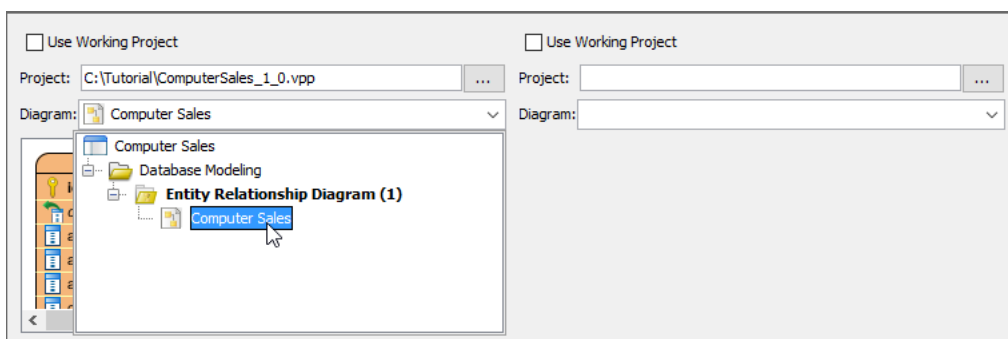 Use Working Project
Project: C:\Tutorial\ComputerSales_1_0.vpp ...
Diagram: Computer Sales
Computer Sales
Database Modeling
Entity Relationship Diagram (1)
Computer Sales
Use Working Project
Project: ...
Diagram: